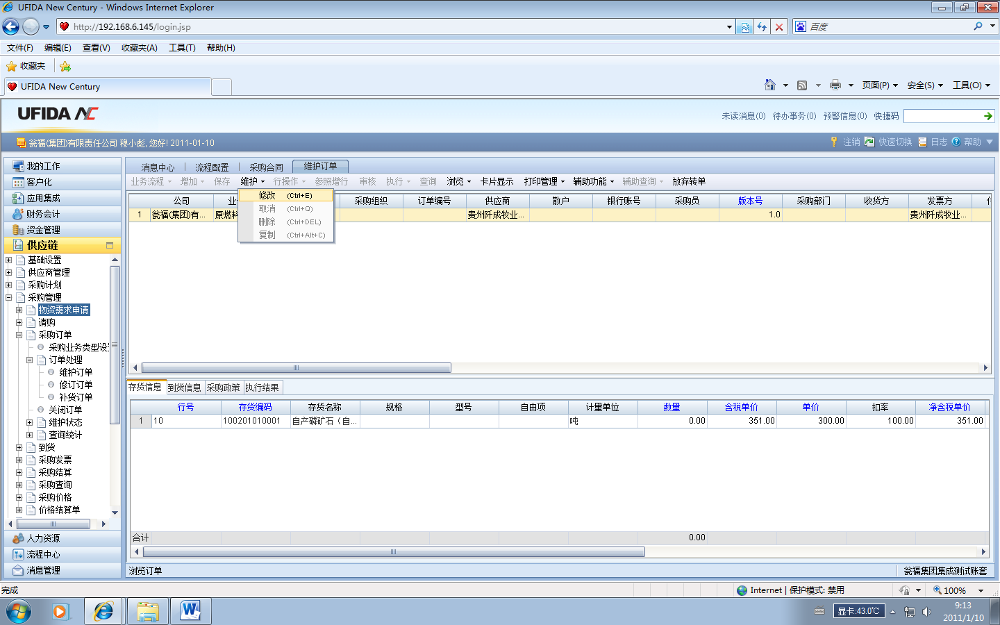 UFIDA New Century - Windows Internet Explorer
http://192.168.6.145/login.jsp
百度
文件(F) 编辑(E) 查看(V) 收藏夹(A) 工具(T) 帮助(H)
收藏夹
UFIDA New Century
页面(P) 安全(S) 工具(O)
UFIDA NC
未读消息(0) 待办事务(0) 预警信息(0) 快捷码
瓮福(集团)有限责任公司 穆小彪, 您好! 2011-01-10
注销 快速切换 日志 帮助
我的工作
客户化
应用集成
财务会计
资金管理
供应链
基础设置
供应商管理
采购计划
采购管理
物资需求申请
请购
采购订单
采购业务类型设
订单处理
维护订单
修订订单
补货订单
关闭订单
维护状态
查询统计
到货
采购发票
采购结算
采购查询
采购价格
价格结算单
人力资源
流程中心
消息管理
消息中心 流程配置 采购合同 维护订单
业务流程 增加 保存 维护 行操作 参照增行 审核 执行 查询 浏览 卡片显示 打印管理 辅助功能 辅助查询 放弃转单
修改 (Ctrl+E)
取消 (Ctrl+Q)
删除 (Ctrl+DEL)
复制 (Ctrl+Alt+C)
公司 业 采购组织 订单编号 供应商 散户 银行账号 采购员 版本号 采购部门 收货方 发票方
1 瓮福(集团)有... 原燃料 贵州阡成牧业... 1.0 贵州阡成牧业...
存货信息 到货信息 采购政策 执行结果
行号 存货编码 存货名称 规格 型号 自由项 计量单位 数量 含税单价 单价 扣率 净含税单价
1 10 100201010001 自产磷矿石（自... 吨 0.00 351.00 300.00 100.00 351.00
合计 0.00
浏览订单
瓮福集团集成测试账套
完成
Internet | 保护模式: 禁用
100%
显卡:43.0℃
9:13
2011/1/10